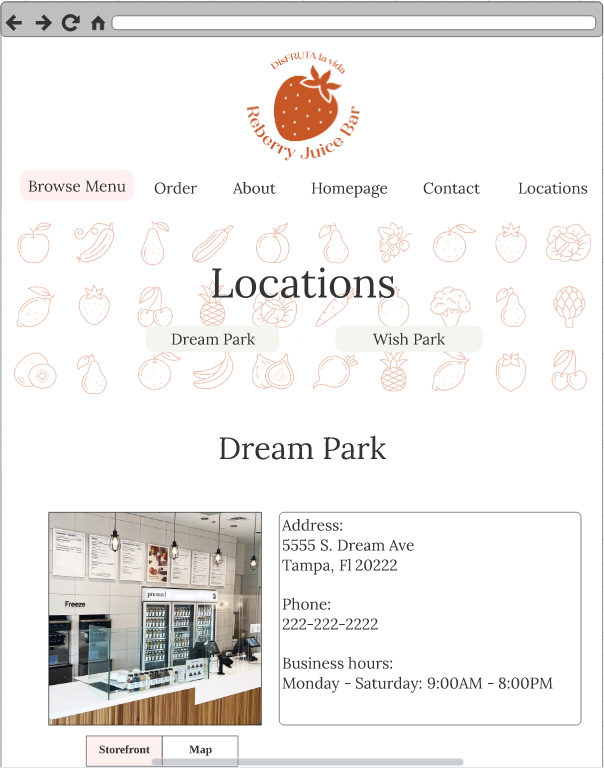 DisFRUTA la vida
Reberry Juice Bar
Browse Menu Order About Homepage Contact Locations
Locations
Dream Park Wish Park
Dream Park
Address:
5555 S. Dream Ave
Tampa, Fl 20222
Phone:
222-222-2222
Business hours:
Monday - Saturday: 9:00AM - 8:00PM
pressed
Freeze
Storefront Map